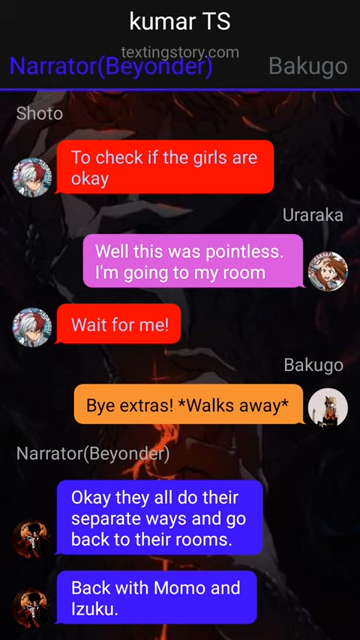 kumar TS
textingstory.com
Narrator(Beyonder)
Bakugo
Shoto
To check if the girls are
okay
Uraraka
Well this was pointless.
I'm going to my room
Wait for me!
Bakugo
Bye extras! *Walks away*
Narrator(Beyonder)
Okay they all do their
separate ways and go
back to their rooms.
Back with Momo and
Izuku.